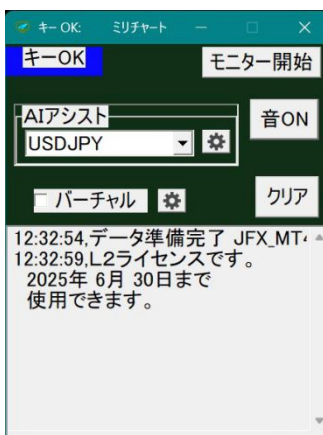 キー OK: ミリチャート
キーOK
モニター開始
AIアシスト
音ON
USDJPY
バーチャル
クリア
12:32:54,データ準備完了 JFX_MT4
12:32:59,L2ライセンスです。
2025年 6月 30日まで
使用できます。